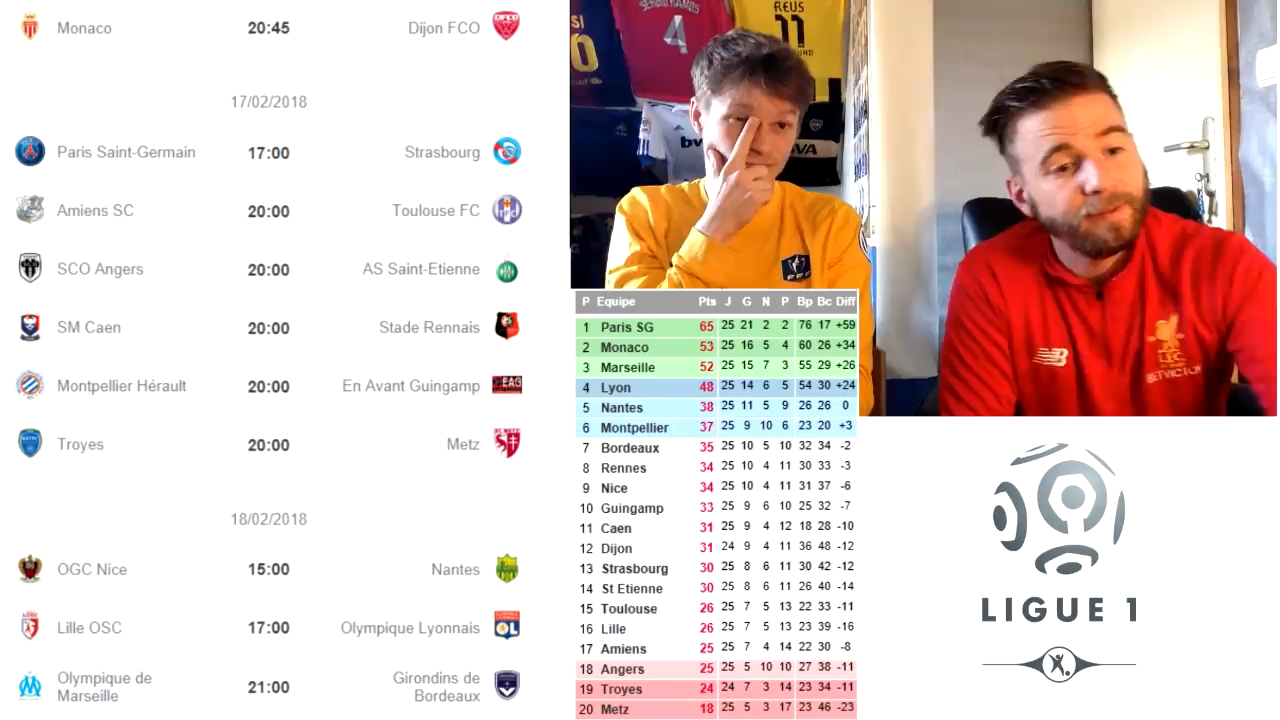 Monaco 20:45 Dijon FCO
17/02/2018
Paris Saint-Germain 17:00 Strasbourg
Amiens SC 20:00 Toulouse FC
SCO Angers 20:00 AS Saint-Etienne
SM Caen 20:00 Stade Rennais
Montpellier Hérault 20:00 En Avant Guingamp
Troyes 20:00 Metz
18/02/2018
OGC Nice 15:00 Nantes
Lille OSC 17:00 Olympique Lyonnais
Olympique de
Marseille 21:00 Girondins de
Bordeaux
SERGIO RAMOS
4
REUS
11
FFF
LFC
BETVICTOR
P Equipe Pts J G N P Bp Bc Diff
1 Paris SG 65 25 21 2 2 76 17 +59
2 Monaco 53 25 16 5 4 60 26 +34
3 Marseille 52 25 15 7 3 55 29 +26
4 Lyon 48 25 14 6 5 54 30 +24
5 Nantes 38 25 11 5 9 26 26 0
6 Montpellier 37 25 9 10 6 23 20 +3
7 Bordeaux 35 25 10 5 10 32 34 -2
8 Rennes 34 25 10 4 11 30 33 -3
9 Nice 34 25 10 4 11 31 37 -6
10 Guingamp 33 25 9 6 10 25 32 -7
11 Caen 31 25 9 4 12 18 28 -10
12 Dijon 31 24 9 4 11 36 48 -12
13 Strasbourg 30 25 8 6 11 30 42 -12
14 St Etienne 30 25 8 6 11 26 40 -14
15 Toulouse 26 25 7 5 13 22 33 -11
16 Lille 26 25 7 5 13 23 39 -16
17 Amiens 25 25 7 4 14 22 30 -8
18 Angers 25 25 5 10 10 27 38 -11
19 Troyes 24 24 7 3 14 23 34 -11
20 Metz 18 25 5 3 17 23 46 -23
LIGUE 1